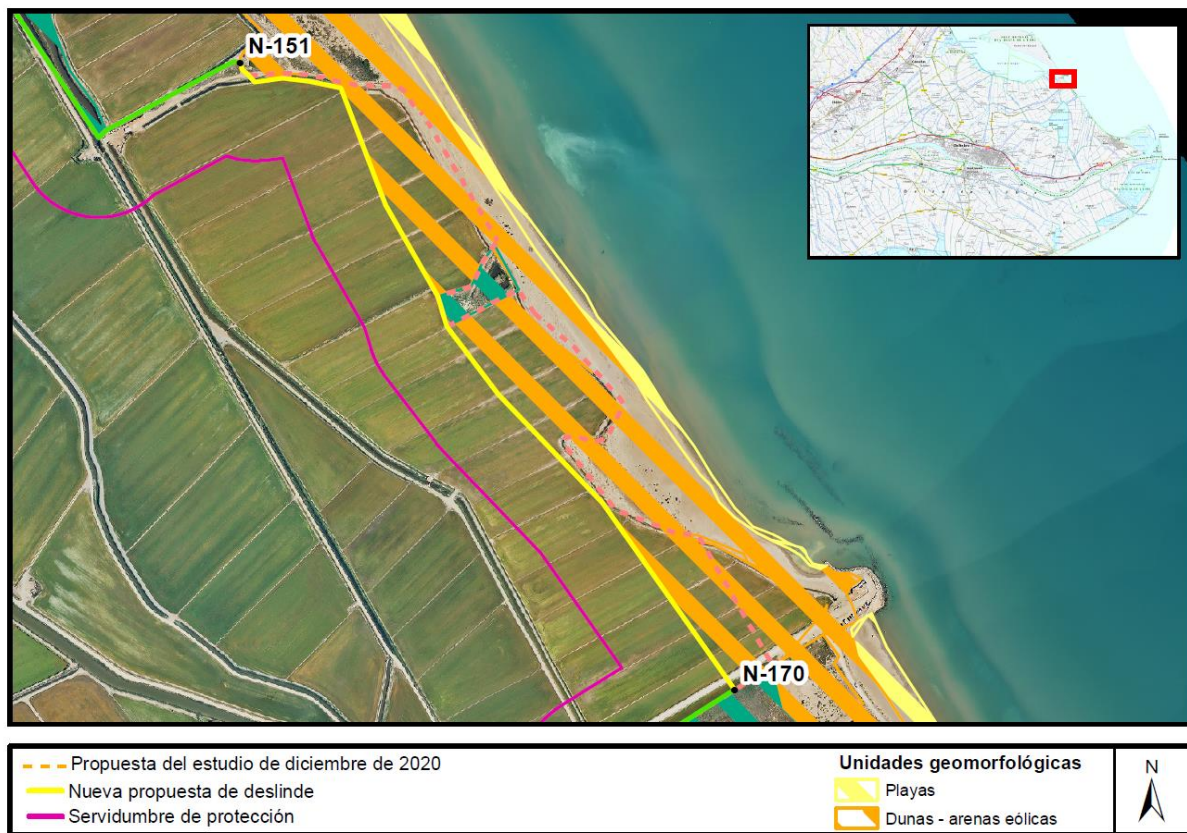 N-151
N-170
Propuesta del estudio de diciembre de 2020
Nueva propuesta de deslinde
Servidumbre de protección
Unidades geomorfológicas
Playas
Dunas - arenas eólicas
N